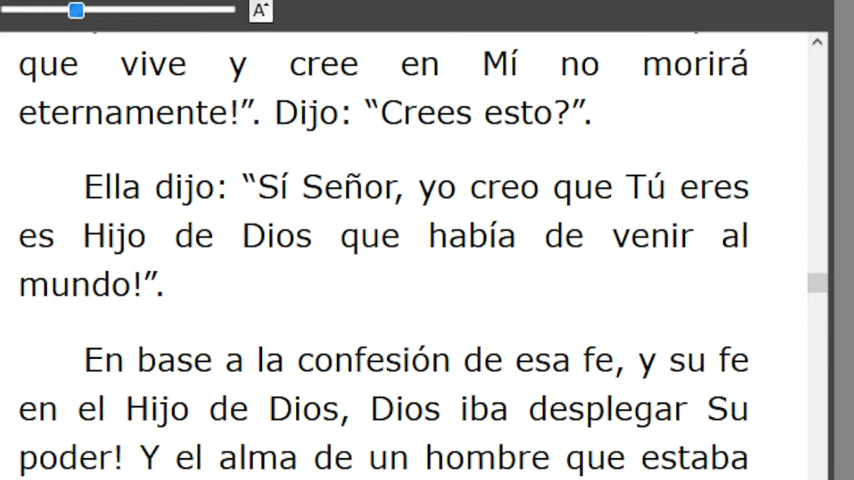 A
que vive y cree en Mí no morirá
eternamente!”. Dijo: “Crees esto?”.
Ella dijo: “Sí Señor, yo creo que Tú eres
es Hijo de Dios que había de venir al
mundo!”.
En base a la confesión de esa fe, y su fe
en el Hijo de Dios, Dios iba desplegar Su
poder! Y el alma de un hombre que estaba